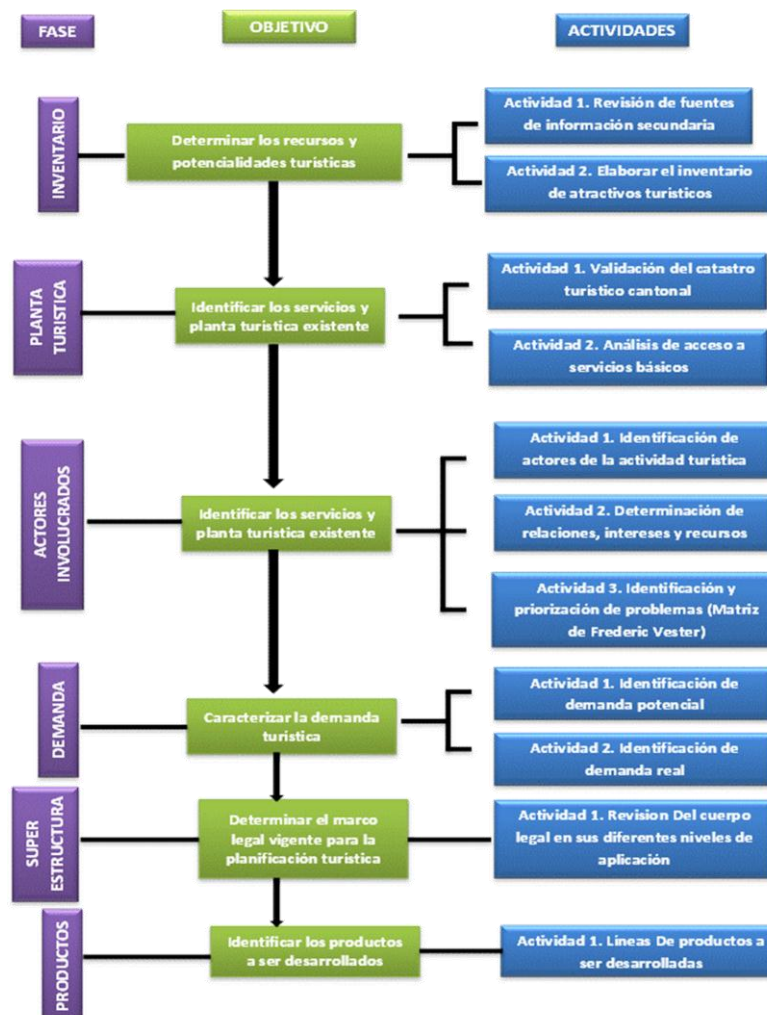 FASE
OBJETIVO
ACTIVIDADES
INVENTARIO
Determinar los recursos y
potencialidades turísticas
Actividad 1. Revisión de fuentes
de información secundaria
Actividad 2. Elaborar el inventario
de atractivos turísticos
PLANTA
TURISTICA
Identificar los servicios y
planta turística existente
Actividad 1. Validación del catastro
turístico cantonal
Actividad 2. Análisis de acceso a
servicios básicos
ACTORES
INVOLUCRADOS
Identificar los servicios y
planta turística existente
Actividad 1. Identificación de
actores de la actividad turística
Actividad 2. Determinación de
relaciones, intereses y recursos
Actividad 3. Identificación y
priorización de problemas (Matriz
de Frederic Vester)
DEMANDA
Caracterizar la demanda
turística
Actividad 1. Identificación de
demanda potencial
Actividad 2. Identificación de
demanda real
SUPER
ESTRUCTURA
Determinar el marco
legal vigente para la
planificación turística
Actividad 1. Revision Del cuerpo
legal en sus diferentes niveles de
aplicación
PRODUCTOS
Identificar los productos
a ser desarrollados
Actividad 1. Lineas De productos a
ser desarrolladas